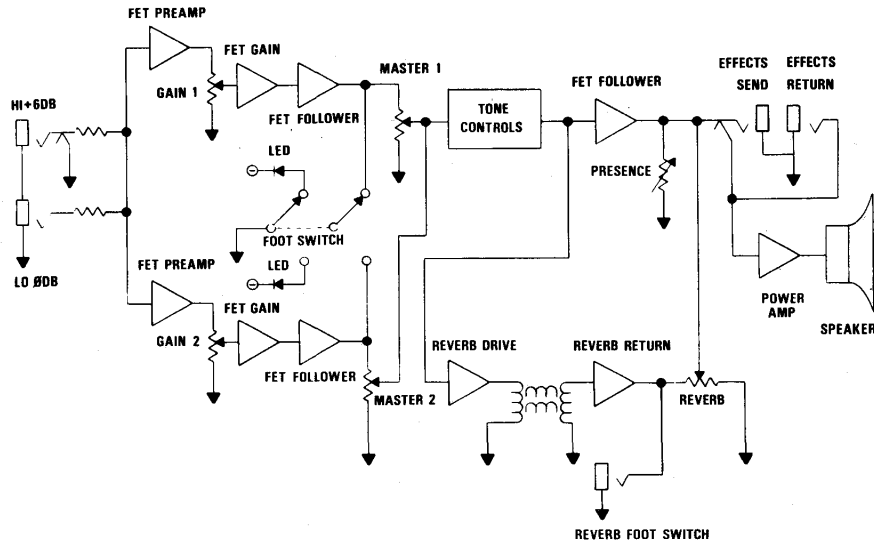 FET PREAMP
FET GAIN
GAIN 1
FET FOLLOWER
MASTER 1
HI+6DB
LED
FOOT SWITCH
LO ØDB
TONE
CONTROLS
FET FOLLOWER
PRESENCE
EFFECTS
SEND
EFFECTS
RETURN
POWER
AMP
SPEAKER
FET PREAMP
LED
FET GAIN
GAIN 2
FET FOLLOWER
MASTER 2
REVERB DRIVE
REVERB RETURN
REVERB
REVERB FOOT SWITCH